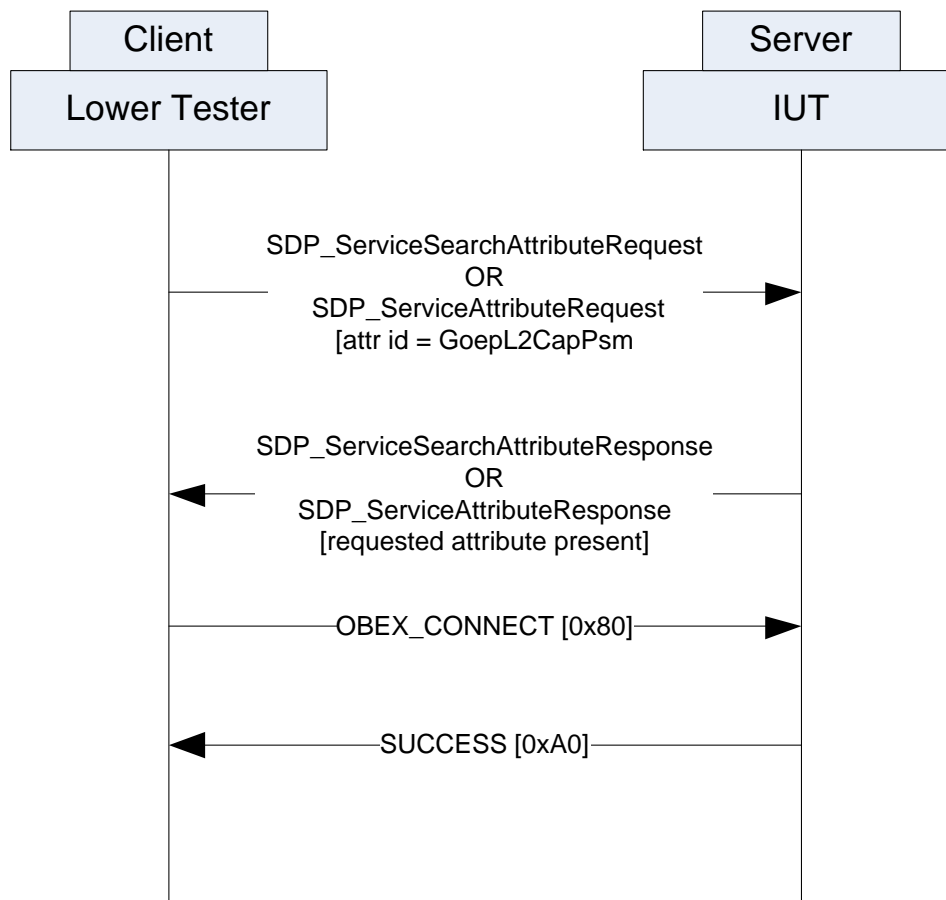 Client
Server
Lower Tester
IUT
SDP_ServiceSearchAttributeRequest
OR
SDP_ServiceAttributeRequest
[attr id = GoepL2CapPsm
SDP_ServiceSearchAttributeResponse
OR
SDP_ServiceAttributeResponse
[requested attribute present]
OBEX_CONNECT [0x80]
SUCCESS [0xA0]